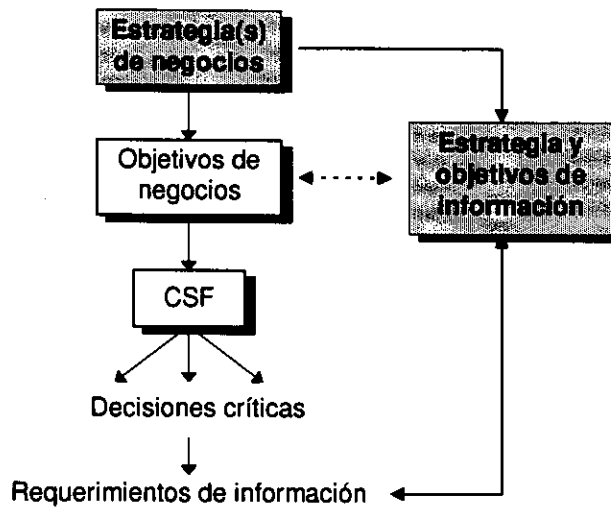 Estrategia(s)
de negocios
Objetivos de
negocios
Estrategia y
objetivos de
información
CSF
Decisiones críticas
Requerimientos de información